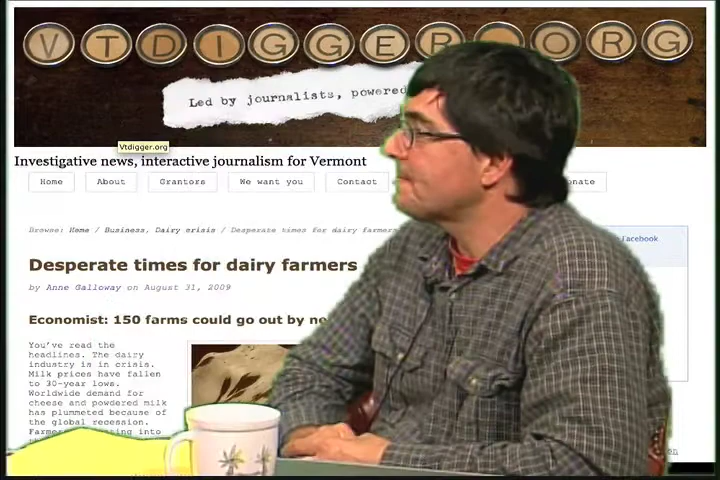 VTDIGGER.ORG
Led by journalists, powered
Vtdigger.org
Investigative news, interactive journalism for Vermont
Home About Grantors We want you Contact
Browse: Home / Business, Dairy crisis / Desperate times for dairy farmers
Facebook
Desperate times for dairy farmers
by Anne Galloway on August 31, 2009
Economist: 150 farms could go out by
You've read the
headlines. The dairy
industry is in crisis.
Milk prices have fallen
to 30-year lows.
Worldwide demand for
cheese and powdered milk
has plummeted because of
the global recession.